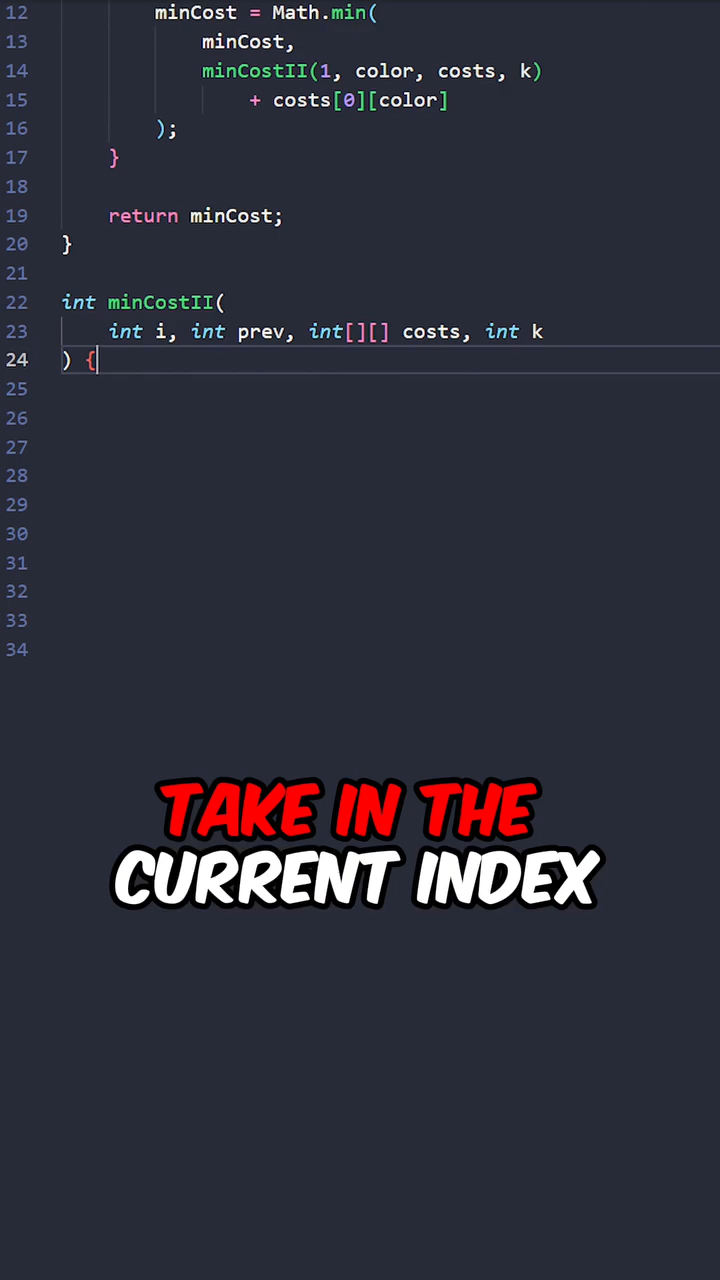 12 minCost = Math.min(
13 minCost,
14 minCostII(1, color, costs, k)
15 + costs[0][color]
16 );
17 }
18
19 return minCost;
20 }
21
22 int minCostII(
23 int i, int prev, int[][] costs, int k
24 ) {
25
26
27
28
29
30
31
32
33
34
TAKE IN THE
CURRENT INDEX